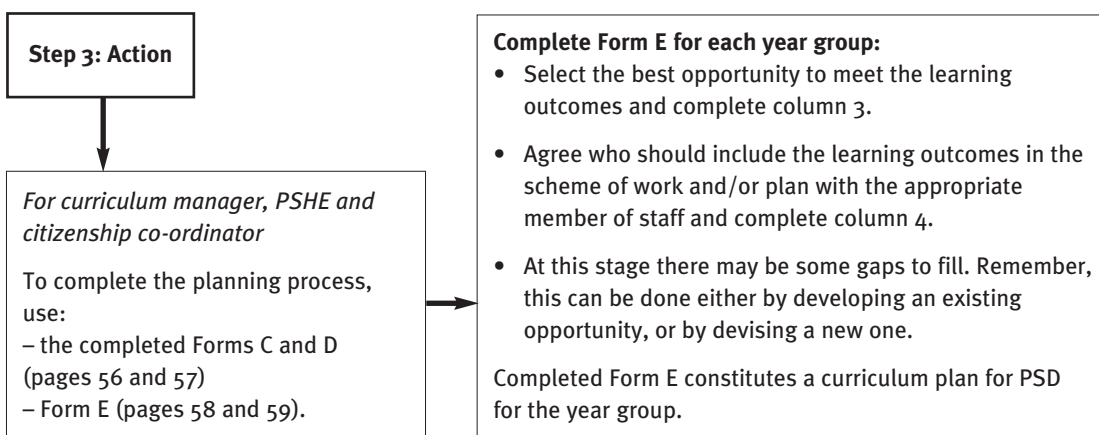 Step 3: Action
For curriculum manager, PSHE and
citizenship co-ordinator
To complete the planning process,
use:
– the completed Forms C and D
(pages 56 and 57)
– Form E (pages 58 and 59).
Complete Form E for each year group:
• Select the best opportunity to meet the learning
outcomes and complete column 3.
• Agree who should include the learning outcomes in the
scheme of work and/or plan with the appropriate
member of staff and complete column 4.
• At this stage there may be some gaps to fill. Remember,
this can be done either by developing an existing
opportunity, or by devising a new one.
Completed Form E constitutes a curriculum plan for PSD
for the year group.